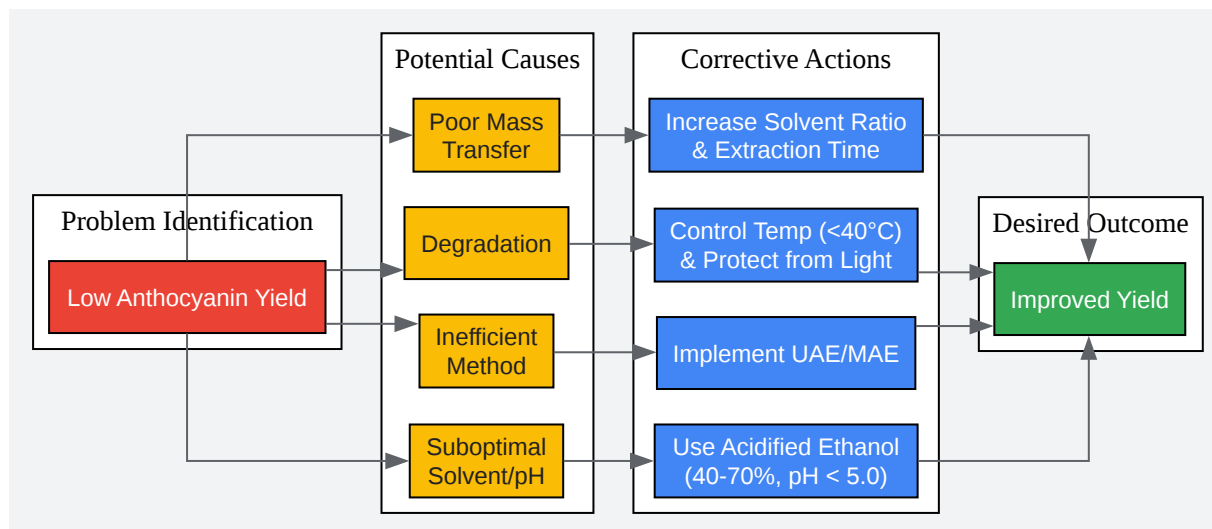 Problem Identification
Low Anthocyanin Yield
Potential Causes
Poor Mass
Transfer
Degradation
Inefficient
Method
Suboptimal
Solvent/pH
Corrective Actions
Increase Solvent Ratio
& Extraction Time
Control Temp (<40°C)
& Protect from Light
Implement UAE/MAE
Use Acidified Ethanol
(40-70%, pH < 5.0)
Desired Outcome
Improved Yield